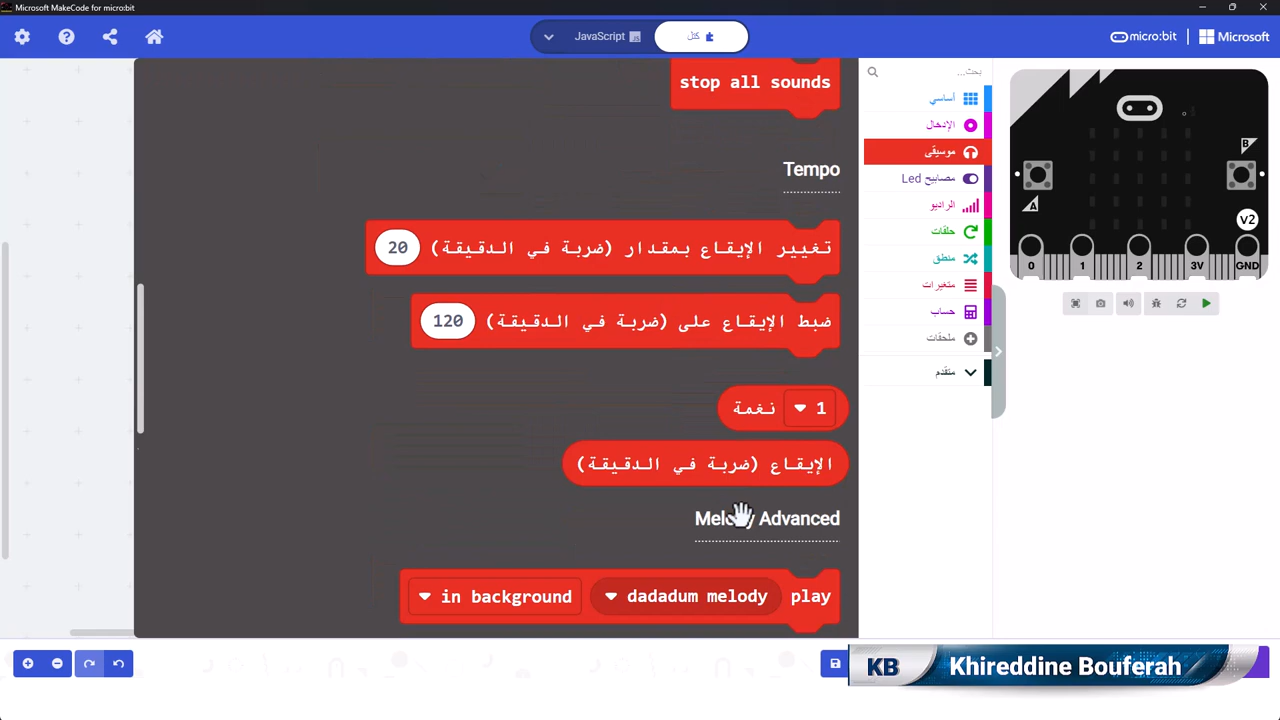 Microsoft MakeCode for micro:bit
JavaScript
كتل
micro:bit
Microsoft
stop all sounds
Tempo
تغيير الإيقاع بمقدار (ضربة في الدقيقة) 20
ضبط الإيقاع على (ضربة في الدقيقة) 120
1 نغمة
الإيقاع (ضربة في الدقيقة)
Melody Advanced
play dadadum melody in background
بحث...
أساسي
الإدخال
موسيقى
مصابيح Led
الراديو
حلقات
منطق
متغيرات
حساب
ملحقات
متقدم
B
A
V2
0 1 2 3V GND
KB Khireddine Bouferah